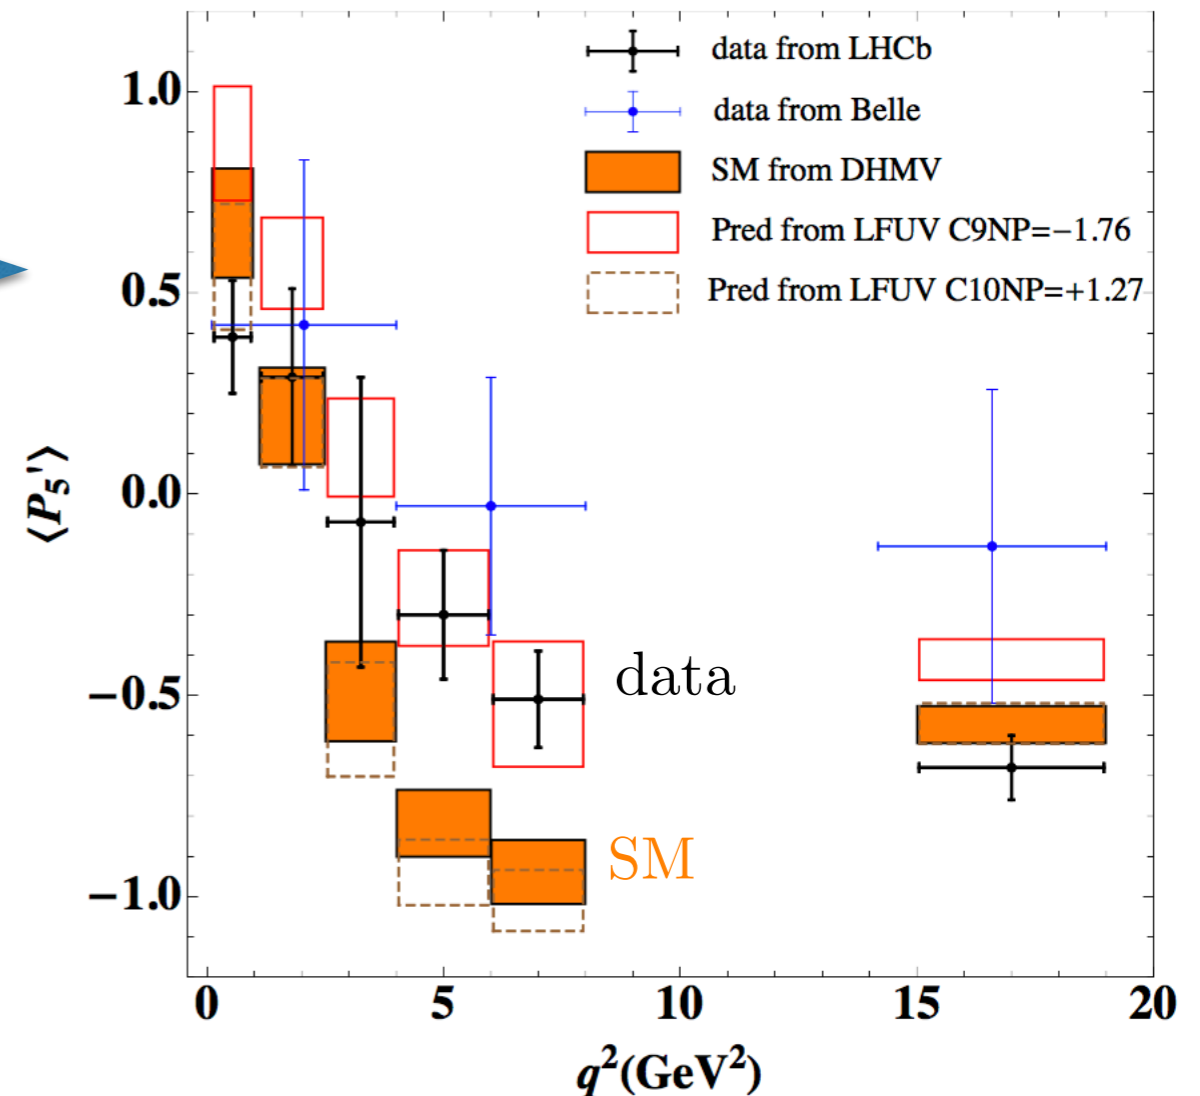 data from LHCb
data from Belle
SM from DHMV
Pred from LFUV C9NP=−1.76
Pred from LFUV C10NP=+1.27
1.0
0.5
0.0
−0.5
−1.0
⟨P₅'⟩
data
SM
0 5 10 15 20
q²(GeV²)